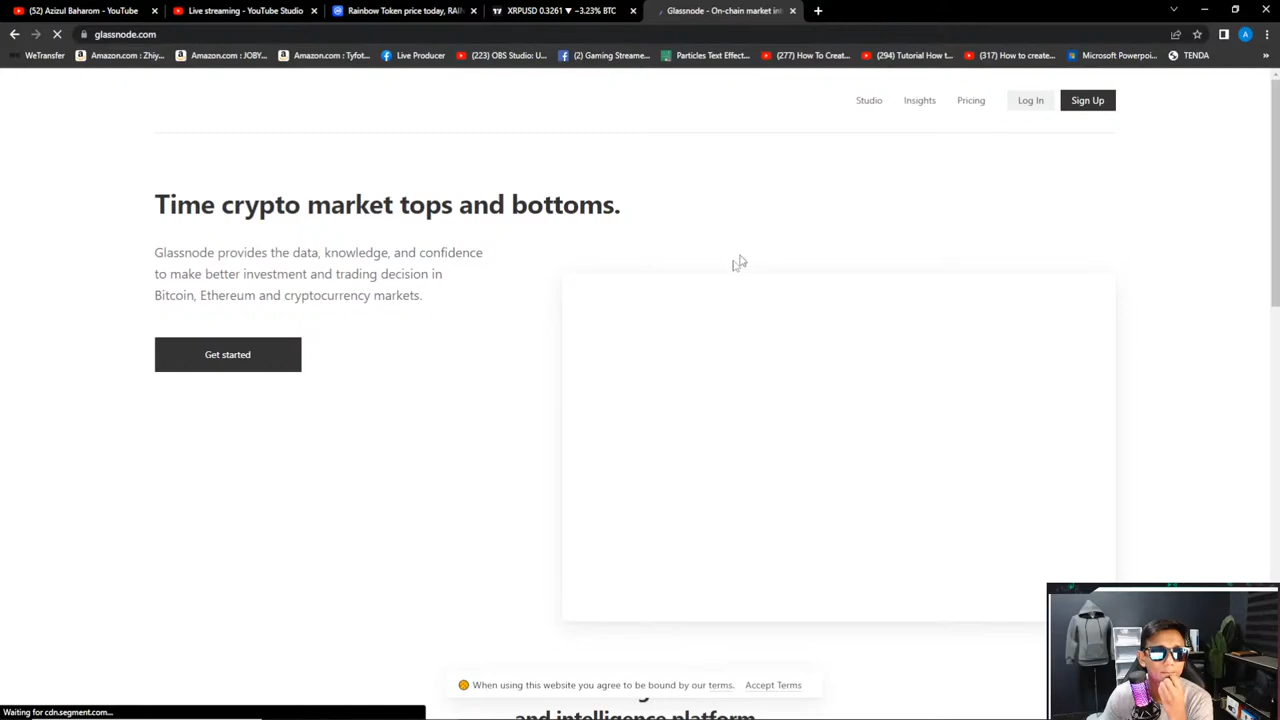 (52) Azizul Baharom - YouTube
Live streaming - YouTube Studio
Rainbow Token price today, RAIN
XRPUSD 0.3261 ▼ −3.23% BTC
Glassnode - On-chain market int
glassnode.com
A
WeTransfer
Amazon.com : Zhiy...
Amazon.com : JOBY...
Amazon.com : Tyfot...
Live Producer
(223) OBS Studio: U...
(2) Gaming Streame...
Particles Text Effect...
(277) How To Creat...
(294) Tutorial How t...
(317) How to create...
Microsoft Powerpoi...
TENDA
»
Studio
Insights
Pricing
Log In
Sign Up
Time crypto market tops and bottoms.
Glassnode provides the data, knowledge, and confidence
to make better investment and trading decision in
Bitcoin, Ethereum and cryptocurrency markets.
Get started
When using this website you agree to be bound by our terms.
Accept Terms
and intelligence platform
Waiting for cdn.segment.com...